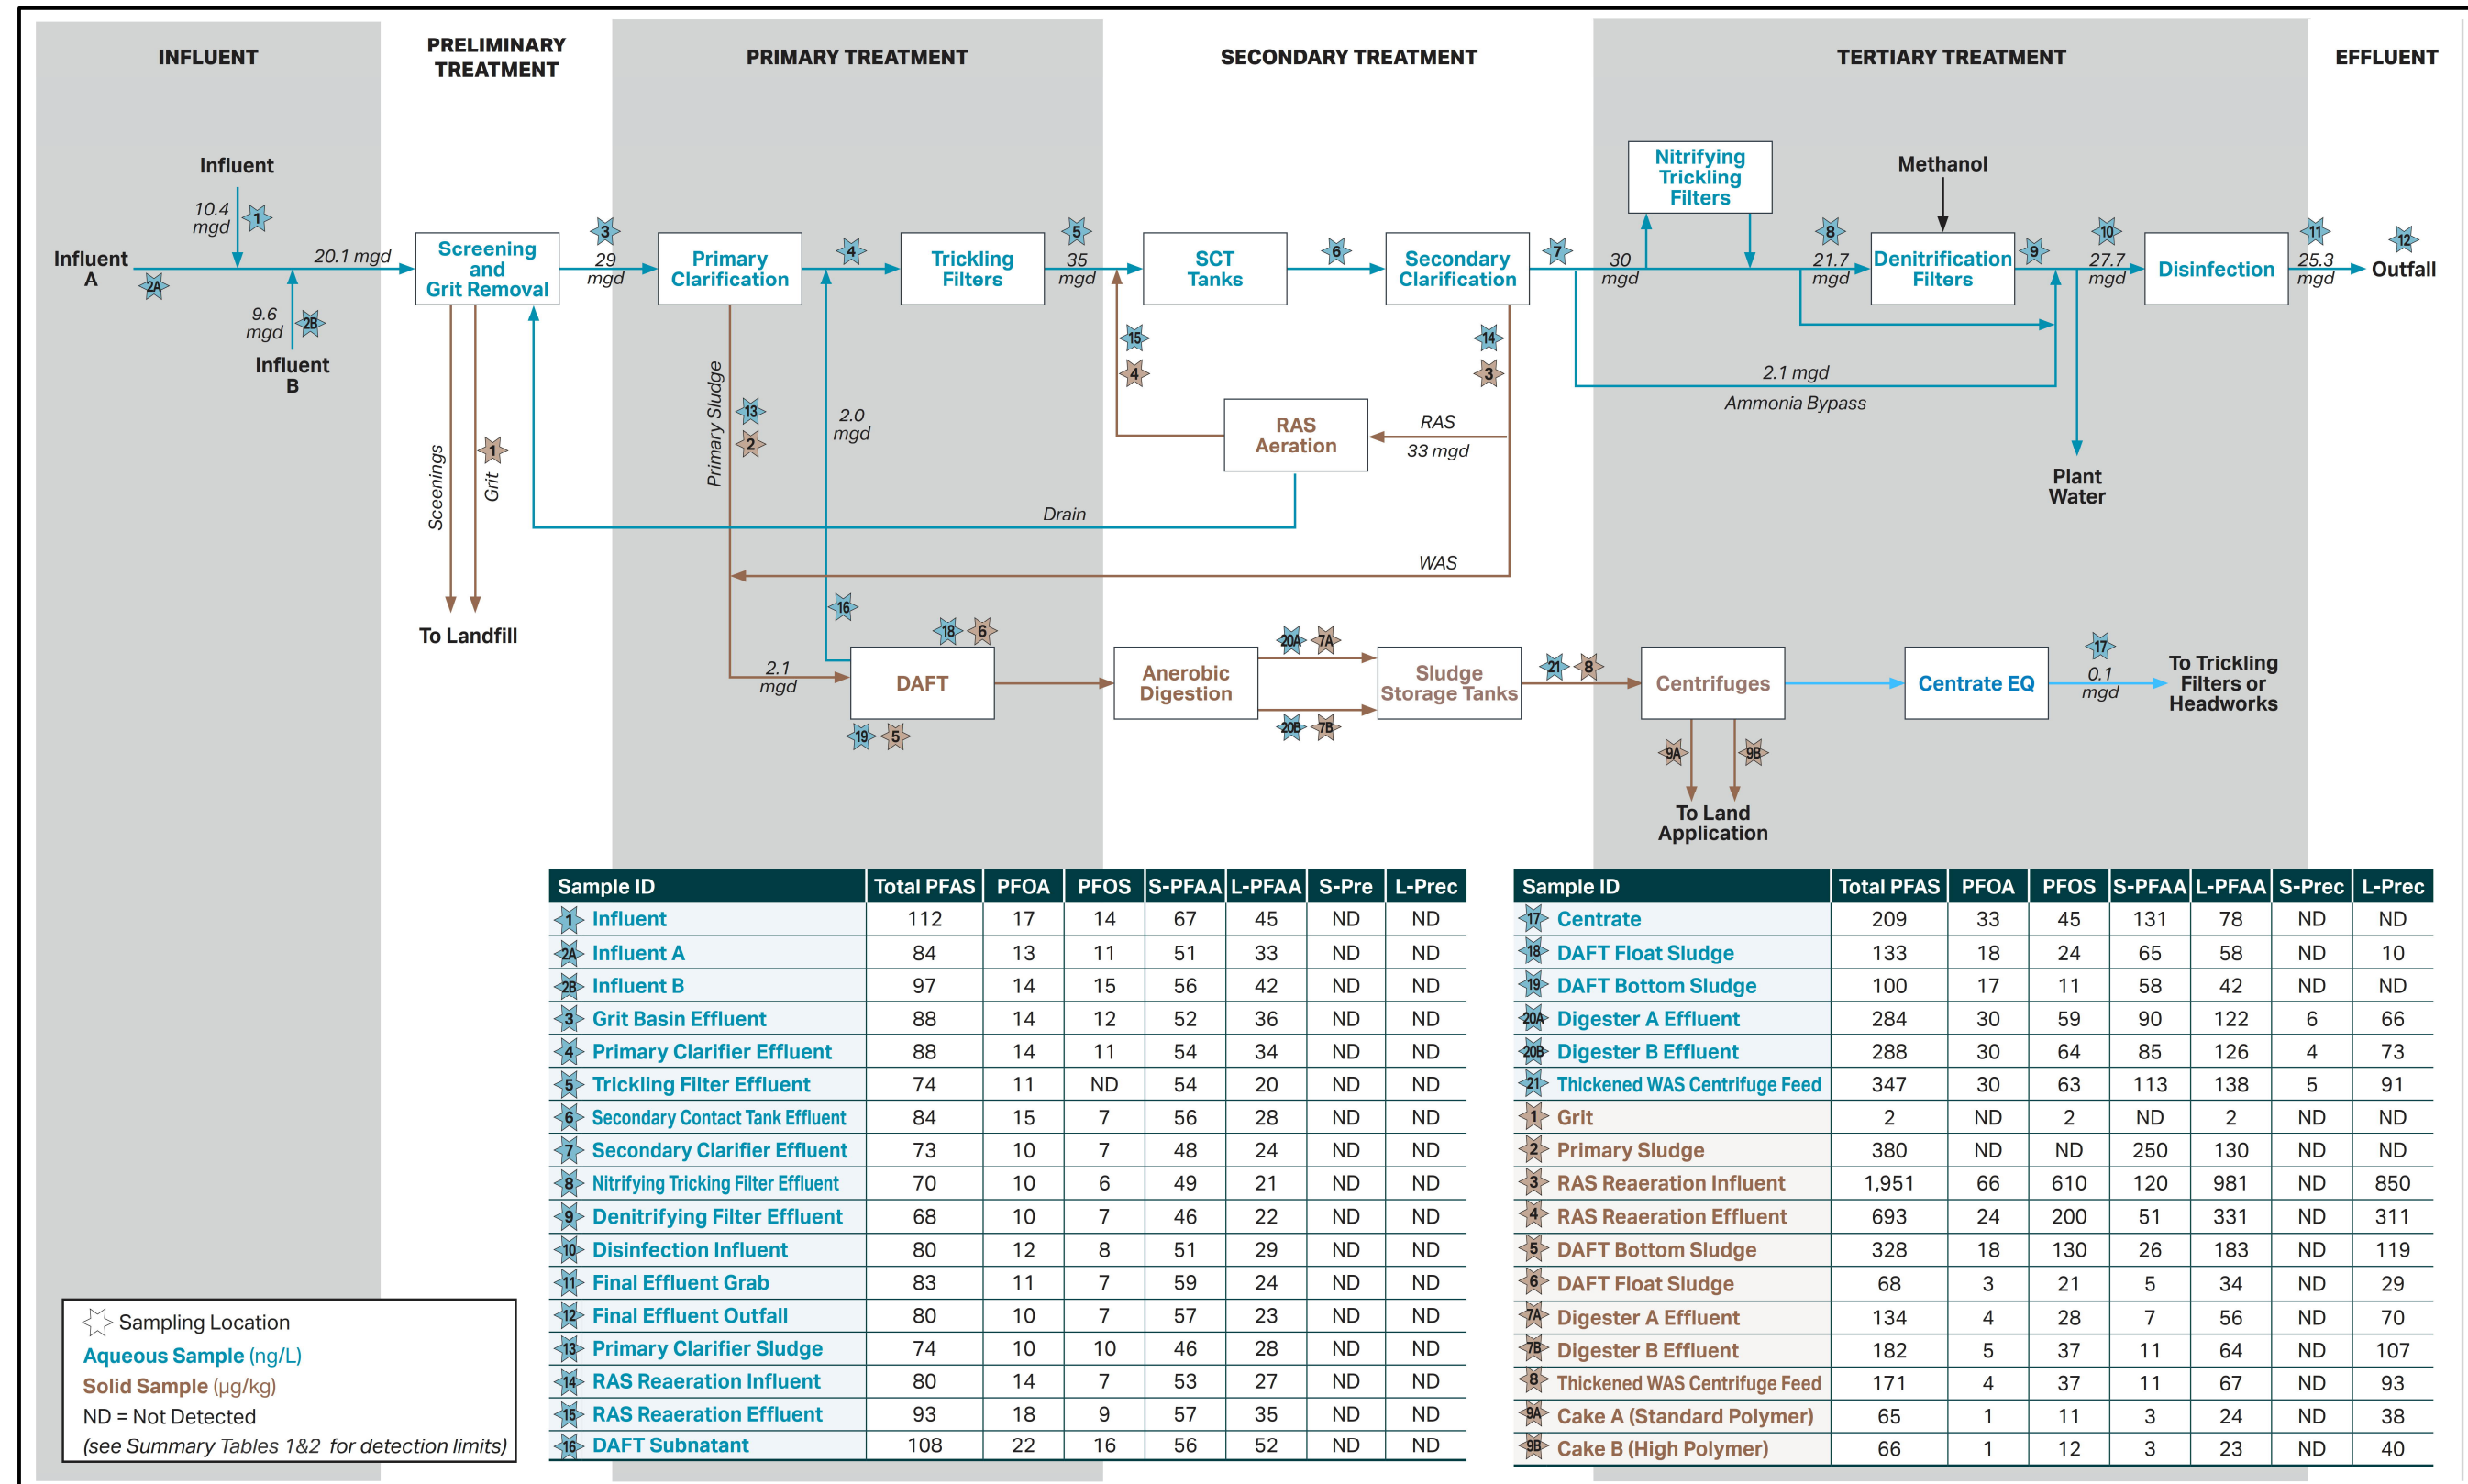 INFLUENT
PRELIMINARY
TREATMENT
PRIMARY TREATMENT
SECONDARY TREATMENT
TERTIARY TREATMENT
EFFLUENT
Influent
10.4
mgd
1
Influent
A
2A
20.1 mgd
9.6
mgd
2B
Influent
B
Screening
and
Grit Removal
3
29
mgd
Primary
Clarification
4
Trickling
Filters
5
35
mgd
SCT
Tanks
6
Secondary
Clarification
7
30
mgd
Nitrifying
Trickling
Filters
8
21.7
mgd
Methanol
Denitrification
Filters
9
10
27.7
mgd
Disinfection
11
25.3
mgd
12
Outfall
Sceenings
Grit
1
To Landfill
Primary Sludge
13
2
2.0
mgd
15
4
14
3
RAS
Aeration
RAS
33 mgd
2.1 mgd
Ammonia Bypass
Plant
Water
Drain
WAS
16
2.1
mgd
18 6
DAFT
19 5
Anerobic
Digestion
20A 7A
20B 7B
Sludge
Storage Tanks
21 8
Centrifuges
9A
9B
To Land
Application
Centrate EQ
17
0.1
mgd
To Trickling
Filters or
Headworks
Sample ID Total PFAS PFOA PFOS S-PFAA L-PFAA S-Pre L-Prec
1 Influent 112 17 14 67 45 ND ND
2A Influent A 84 13 11 51 33 ND ND
2B Influent B 97 14 15 56 42 ND ND
3 Grit Basin Effluent 88 14 12 52 36 ND ND
4 Primary Clarifier Effluent 88 14 11 54 34 ND ND
5 Trickling Filter Effluent 74 11 ND 54 20 ND ND
6 Secondary Contact Tank Effluent 84 15 7 56 28 ND ND
7 Secondary Clarifier Effluent 73 10 7 48 24 ND ND
8 Nitrifying Tricking Filter Effluent 70 10 6 49 21 ND ND
9 Denitrifying Filter Effluent 68 10 7 46 22 ND ND
10 Disinfection Influent 80 12 8 51 29 ND ND
11 Final Effluent Grab 83 11 7 59 24 ND ND
12 Final Effluent Outfall 80 10 7 57 23 ND ND
13 Primary Clarifier Sludge 74 10 10 46 28 ND ND
14 RAS Reaeration Influent 80 14 7 53 27 ND ND
15 RAS Reaeration Effluent 93 18 9 57 35 ND ND
16 DAFT Subnatant 108 22 16 56 52 ND ND
Sample ID Total PFAS PFOA PFOS S-PFAA L-PFAA S-Prec L-Prec
17 Centrate 209 33 45 131 78 ND ND
18 DAFT Float Sludge 133 18 24 65 58 ND 10
19 DAFT Bottom Sludge 100 17 11 58 42 ND ND
20A Digester A Effluent 284 30 59 90 122 6 66
20B Digester B Effluent 288 30 64 85 126 4 73
21 Thickened WAS Centrifuge Feed 347 30 63 113 138 5 91
1 Grit 2 ND 2 ND 2 ND ND
2 Primary Sludge 380 ND ND 250 130 ND ND
3 RAS Reaeration Influent 1,951 66 610 120 981 ND 850
4 RAS Reaeration Effluent 693 24 200 51 331 ND 311
5 DAFT Bottom Sludge 328 18 130 26 183 ND 119
6 DAFT Float Sludge 68 3 21 5 34 ND 29
7A Digester A Effluent 134 4 28 7 56 ND 70
7B Digester B Effluent 182 5 37 11 64 ND 107
8 Thickened WAS Centrifuge Feed 171 4 37 11 67 ND 93
9A Cake A (Standard Polymer) 65 1 11 3 24 ND 38
9B Cake B (High Polymer) 66 1 12 3 23 ND 40
Sampling Location
Aqueous Sample (ng/L)
Solid Sample (µg/kg)
ND = Not Detected
(see Summary Tables 1&2 for detection limits)